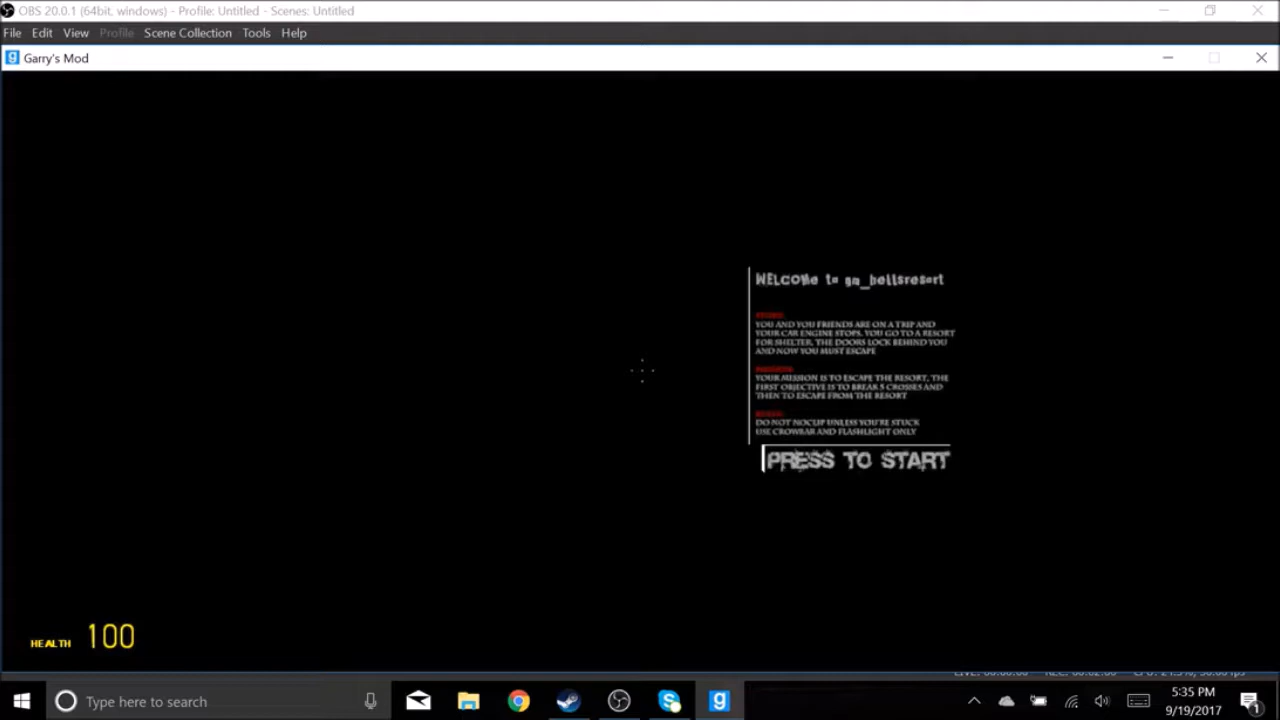 OBS 20.0.1 (64bit, windows) - Profile: Untitled - Scenes: Untitled
File Edit View Profile Scene Collection Tools Help
Garry's Mod
WELCOMe to gm_bellsresort
YOU AND YOU FRIENDS ARE ON A TRIP AND
YOUR CAR ENGINE STOPS. YOU GO TO A RESORT
FOR SHELTER, THE DOORS LOCK BEHIND YOU
AND NOW YOU MUST ESCAPE
YOUR MISSION IS TO ESCAPE THE RESORT, THE
FIRST OBJECTIVE IS TO BREAK 5 CROSSES AND
THEN TO ESCAPE FROM THE RESORT
DO NOT NOCLIP UNLESS YOU'RE STUCK
USE CROWBAR AND FLASHLIGHT ONLY
PRESS TO START
HEALTH 100
Type here to search
5:35 PM
9/19/2017
1